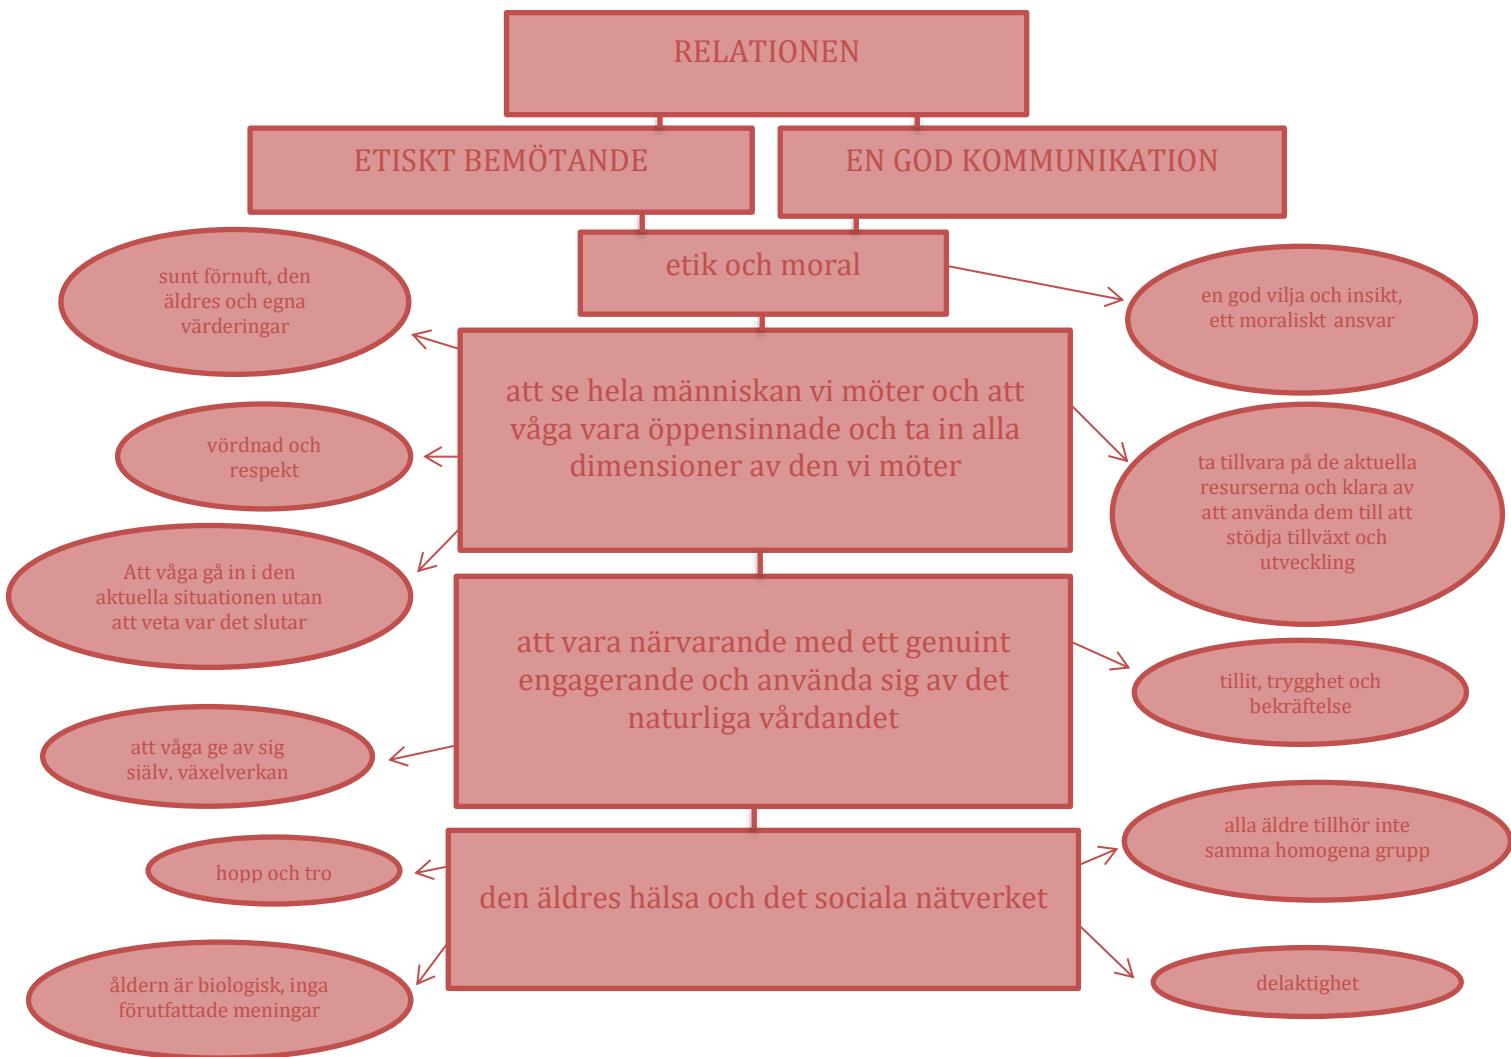 RELATIONEN
ETISKT BEMÖTANDE
EN GOD KOMMUNIKATION
etik och moral
sunt förnuft, den
äldres och egna
värderingar
en god vilja och insikt,
ett moraliskt ansvar
att se hela människan vi möter och att
våga vara öppensinnade och ta in alla
dimensioner av den vi möter
vördnad och
respekt
ta tillvara på de aktuella
resurserna och klara av
att använda dem till att
stödja tillväxt och
utveckling
Att våga gå in i den
aktuella situationen utan
att veta var det slutar
att vara närvarande med ett genuint
engagerande och använda sig av det
naturliga vårdandet
tillit, trygghet och
bekräftelse
att våga ge av sig
själv, växelverkan
alla äldre tillhör inte
samma homogena grupp
hopp och tro
den äldres hälsa och det sociala nätverket
åldern är biologisk, inga
förutfattade meningar
delaktighet